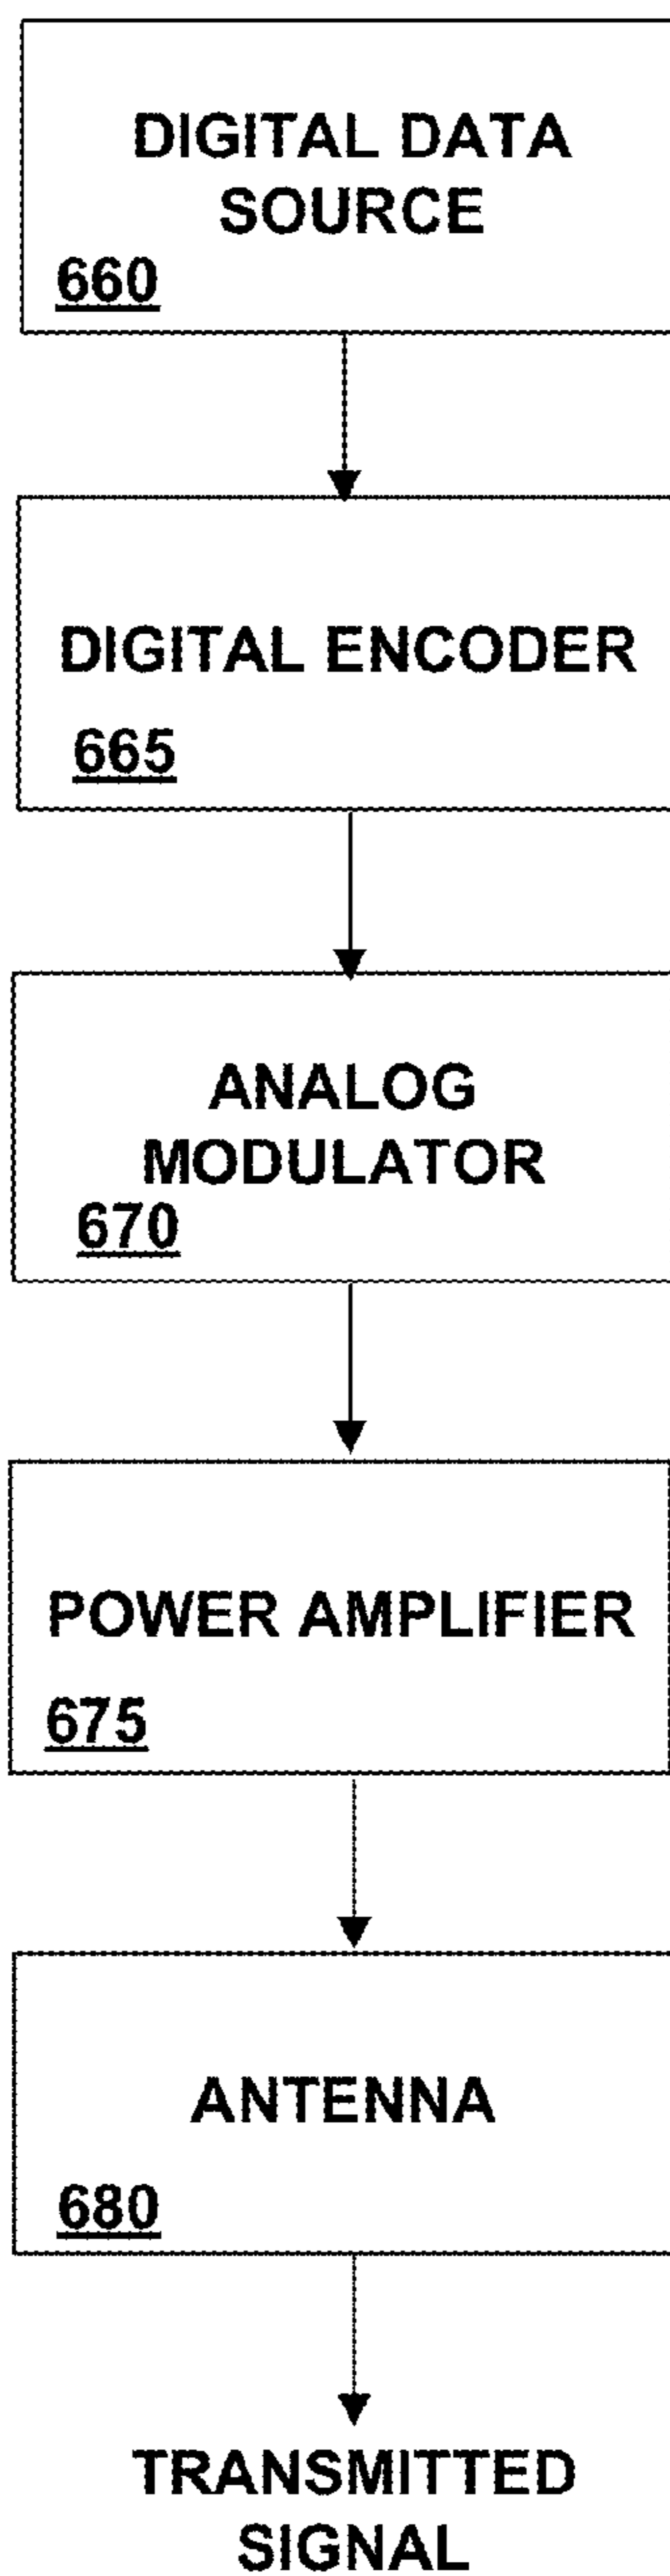 DIGITAL DATA
SOURCE
660
DIGITAL ENCODER
665
ANALOG
MODULATOR
670
POWER AMPLIFIER
675
ANTENNA
680
TRANSMITTED
SIGNAL